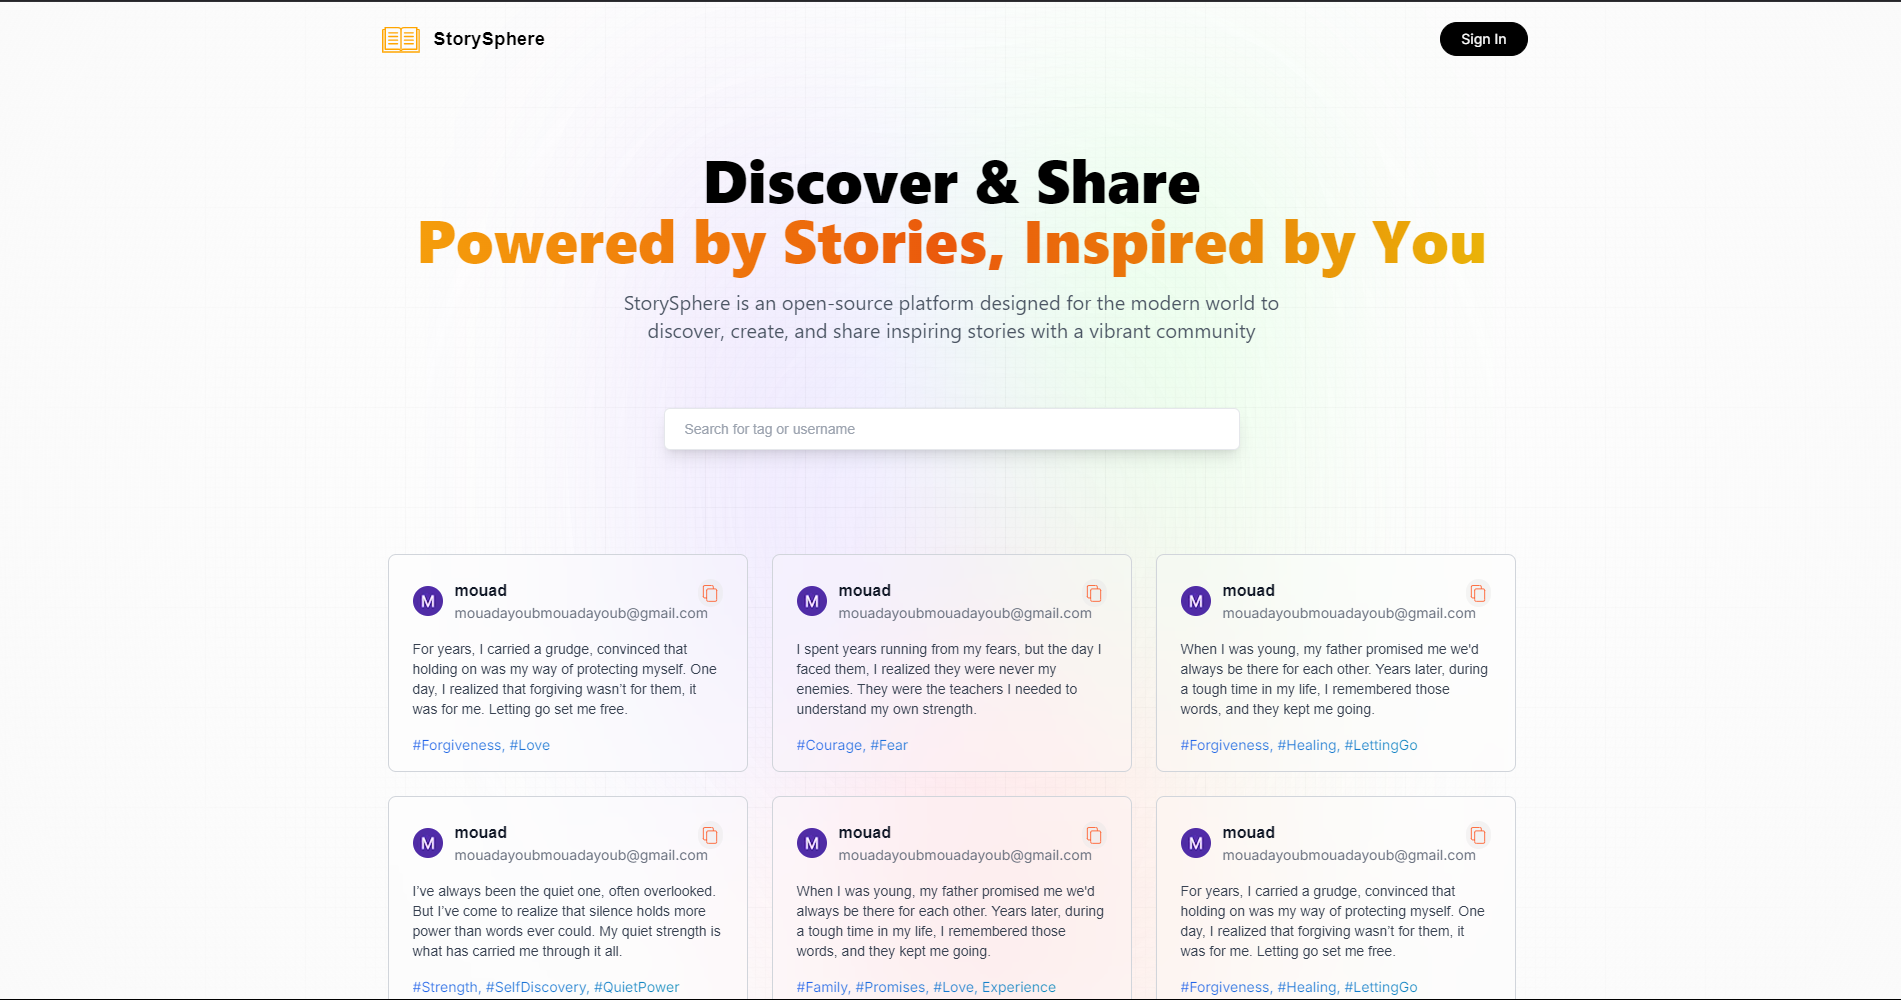 StorySphere
Sign In
Discover & Share
Powered by Stories, Inspired by You
StorySphere is an open-source platform designed for the modern world to
discover, create, and share inspiring stories with a vibrant community
Search for tag or username
M
mouad
mouadayoubmouadayoub@gmail.com
For years, I carried a grudge, convinced that
holding on was my way of protecting myself. One
day, I realized that forgiving wasn’t for them, it
was for me. Letting go set me free.
#Forgiveness, #Love
M
mouad
mouadayoubmouadayoub@gmail.com
I spent years running from my fears, but the day I
faced them, I realized they were never my
enemies. They were the teachers I needed to
understand my own strength.
#Courage, #Fear
M
mouad
mouadayoubmouadayoub@gmail.com
When I was young, my father promised me we'd
always be there for each other. Years later, during
a tough time in my life, I remembered those
words, and they kept me going.
#Forgiveness, #Healing, #LettingGo
M
mouad
mouadayoubmouadayoub@gmail.com
I’ve always been the quiet one, often overlooked.
But I’ve come to realize that silence holds more
power than words ever could. My quiet strength is
what has carried me through it all.
#Strength, #SelfDiscovery, #QuietPower
M
mouad
mouadayoubmouadayoub@gmail.com
When I was young, my father promised me we'd
always be there for each other. Years later, during
a tough time in my life, I remembered those
words, and they kept me going.
#Family, #Promises, #Love, Experience
M
mouad
mouadayoubmouadayoub@gmail.com
For years, I carried a grudge, convinced that
holding on was my way of protecting myself. One
day, I realized that forgiving wasn’t for them, it
was for me. Letting go set me free.
#Forgiveness, #Healing, #LettingGo